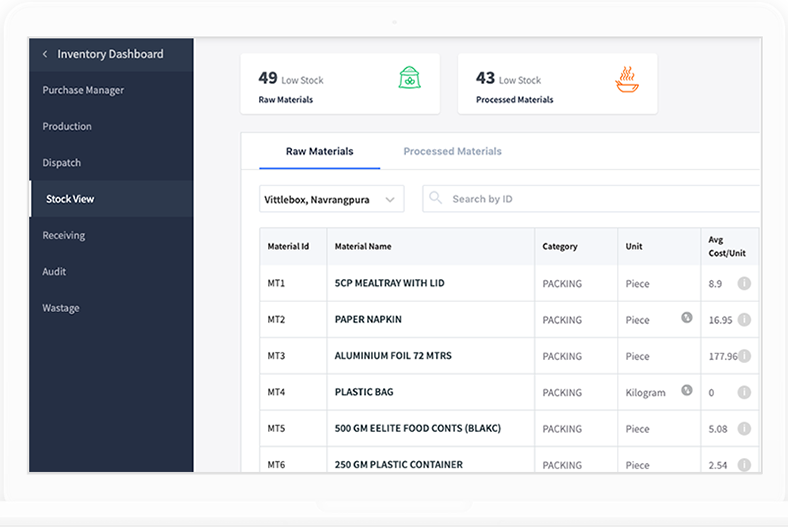 Inventory Dashboard
Purchase Manager
Production
Dispatch
Stock View
Receiving
Audit
Wastage
49 Low Stock
Raw Materials
43 Low Stock
Processed Materials
Raw Materials Processed Materials
Vittlebox, Navrangpura Search by ID
Material Id Material Name Category Unit Avg Cost/Unit
MT1 5CP MEALTRAY WITH LID PACKING Piece 8.9
MT2 PAPER NAPKIN PACKING Piece 16.95
MT3 ALUMINIUM FOIL 72 MTRS PACKING Piece 177.96
MT4 PLASTIC BAG PACKING Kilogram 0
MT5 500 GM EELITE FOOD CONTS (BLAKC) PACKING Piece 5.08
MT6 250 GM PLASTIC CONTAINER PACKING Piece 2.54